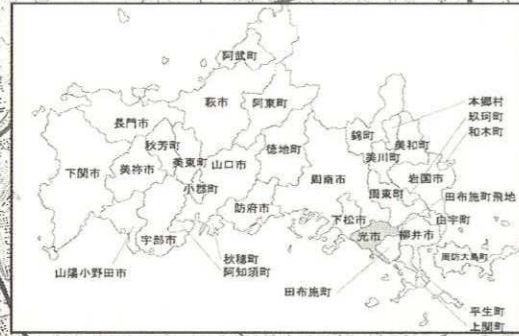 阿武町
萩市
阿東町
長門市
秋芳町
美東町
美祢市
下関市
山口市
徳地町
小郡町
防府市
宇部市
山陽小野田市
秋穂町
阿知須町
周南市
下松市
光市
田布施町
錦町
美川町
美和町
本郷村
玖珂町
和木町
岩国市
周東町
田布施町飛地
由宇町
柳井市
周防大島町
平生町
上関町